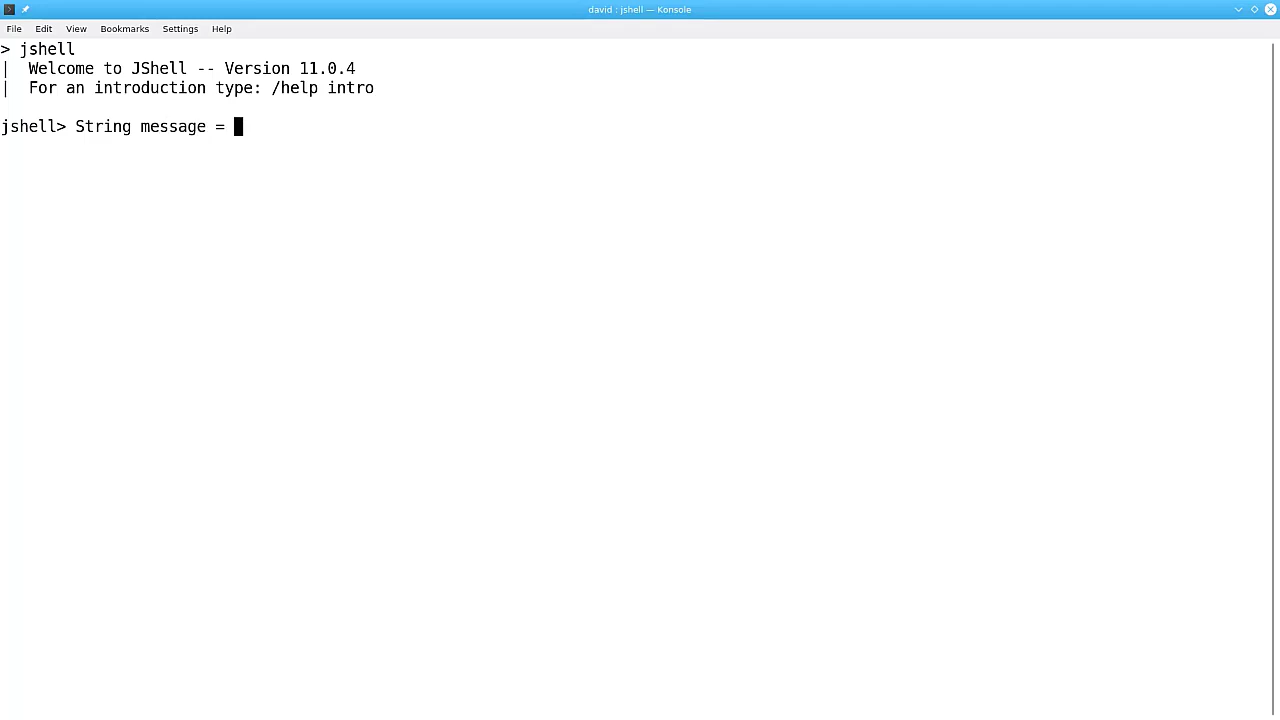 david : jshell — Konsole
File Edit View Bookmarks Settings Help
> jshell
| Welcome to JShell -- Version 11.0.4
| For an introduction type: /help intro
jshell> String message =